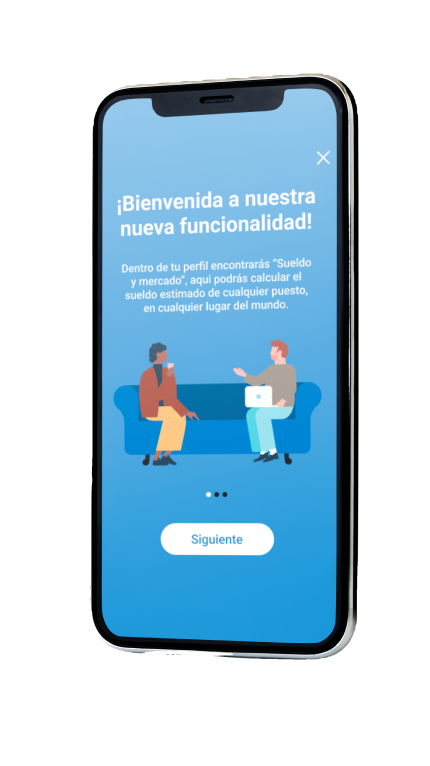 ¡Bienvenida a nuestra
nueva funcionalidad!
Dentro de tu perfil encontrarás “Sueldo
y mercado”, aqui podrás calcular el
sueldo estimado de cualquier puesto,
en cualquier lugar del mundo.
Siguiente